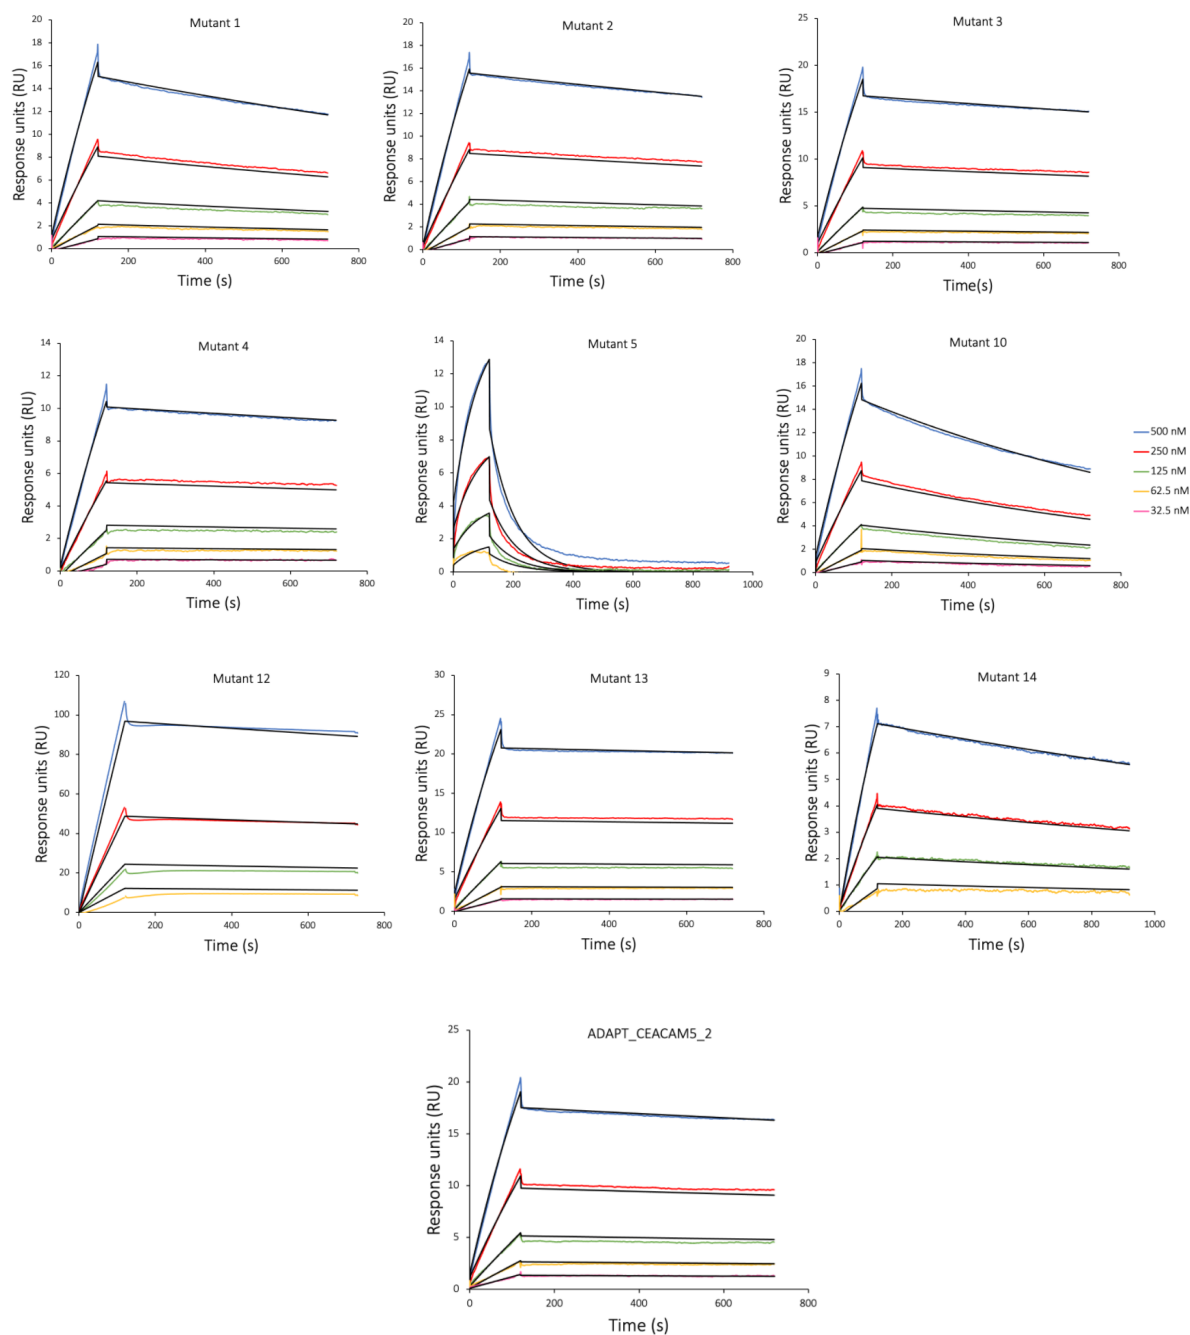 Mutant 1
Response units (RU)
20
18
16
14
12
10
8
6
4
2
0
0 200 400 600 800
Time (s)
Mutant 2
Response units (RU)
20
18
16
14
12
10
8
6
4
2
0
0 200 400 600 800
Time (s)
Mutant 3
Response units (RU)
25
20
15
10
5
0
0 200 400 600 800
Time(s)
Mutant 4
Response units (RU)
14
12
10
8
6
4
2
0
0 200 400 600 800
Time (s)
Mutant 5
Response units (RU)
14
12
10
8
6
4
2
0
0 200 400 600 800 1000
Time (s)
Mutant 10
Response units (RU)
20
18
16
14
12
10
8
6
4
2
0
0 200 400 600 800
Time (s)
500 nM
250 nM
125 nM
62.5 nM
32.5 nM
Mutant 12
Response units (RU)
120
100
80
60
40
20
0
0 200 400 600 800
Time (s)
Mutant 13
Response units (RU)
30
25
20
15
10
5
0
0 200 400 600 800
Time (s)
Mutant 14
Response units (RU)
9
8
7
6
5
4
3
2
1
0
0 200 400 600 800 1000
Time (s)
ADAPT_CEACAM5_2
Response units (RU)
25
20
15
10
5
0
0 200 400 600 800
Time (s)